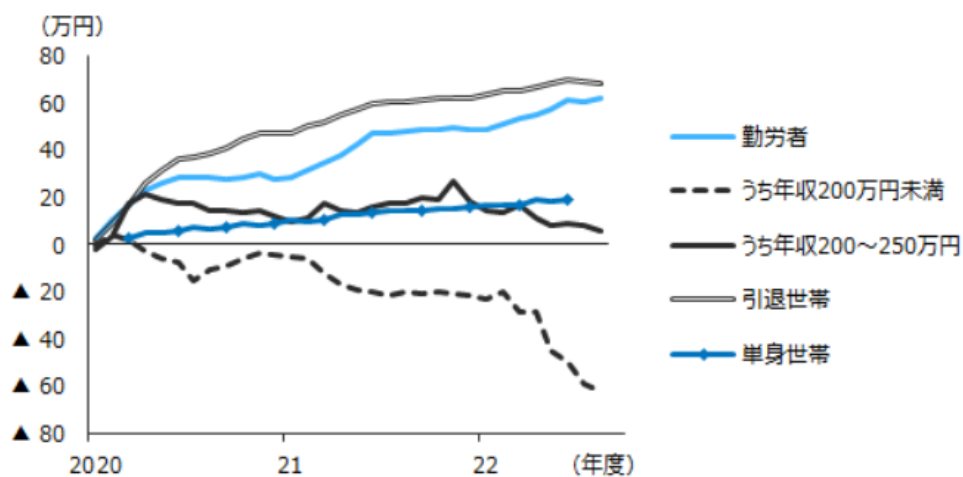 (万円)
80
60
40
20
0
▲ 20
▲ 40
▲ 60
▲ 80
2020 21 22 (年度)
勤労者
うち年収200万円未満
うち年収200～250万円
引退世帯
単身世帯